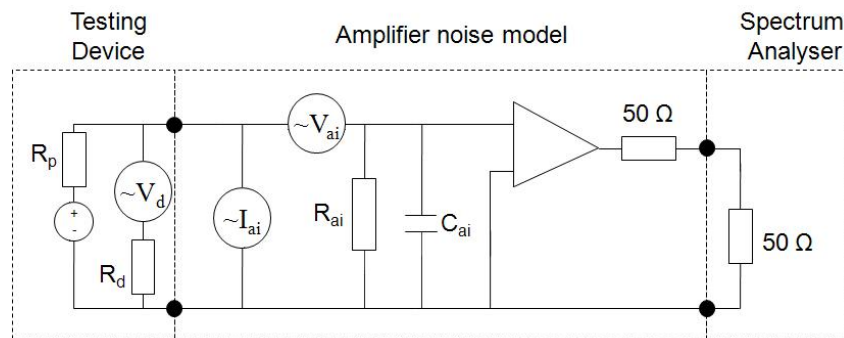 Testing
Device
Amplifier noise model
Spectrum
Analyser
R_p
+
-
~V_d
R_d
~I_ai
~V_ai
R_ai
C_ai
50 Ω
50 Ω